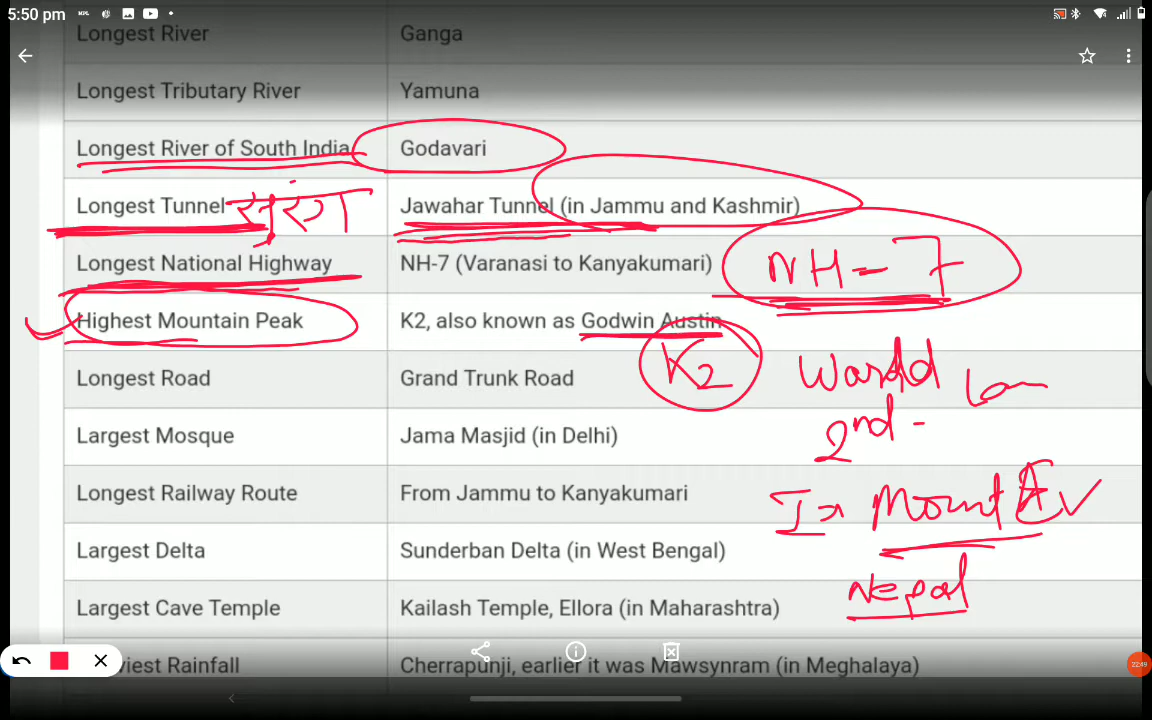 5:50 pm
Longest River Ganga
Longest Tributary River Yamuna
Longest River of South India Godavari
Longest Tunnel सुरंग Jawahar Tunnel (in Jammu and Kashmir)
Longest National Highway NH-7 (Varanasi to Kanyakumari) NH-7
Highest Mountain Peak K2, also known as Godwin Austin
K2
Longest Road Grand Trunk Road
2nd -
Largest Mosque Jama Masjid (in Delhi)
Longest Railway Route From Jammu to Kanyakumari
Mount Ev
Largest Delta Sunderban Delta (in West Bengal)
Nepal
Largest Cave Temple Kailash Temple, Ellora (in Maharashtra)
viest Rainfall Cherrapunji, earlier it was Mawsynram (in Meghalaya)
22:49